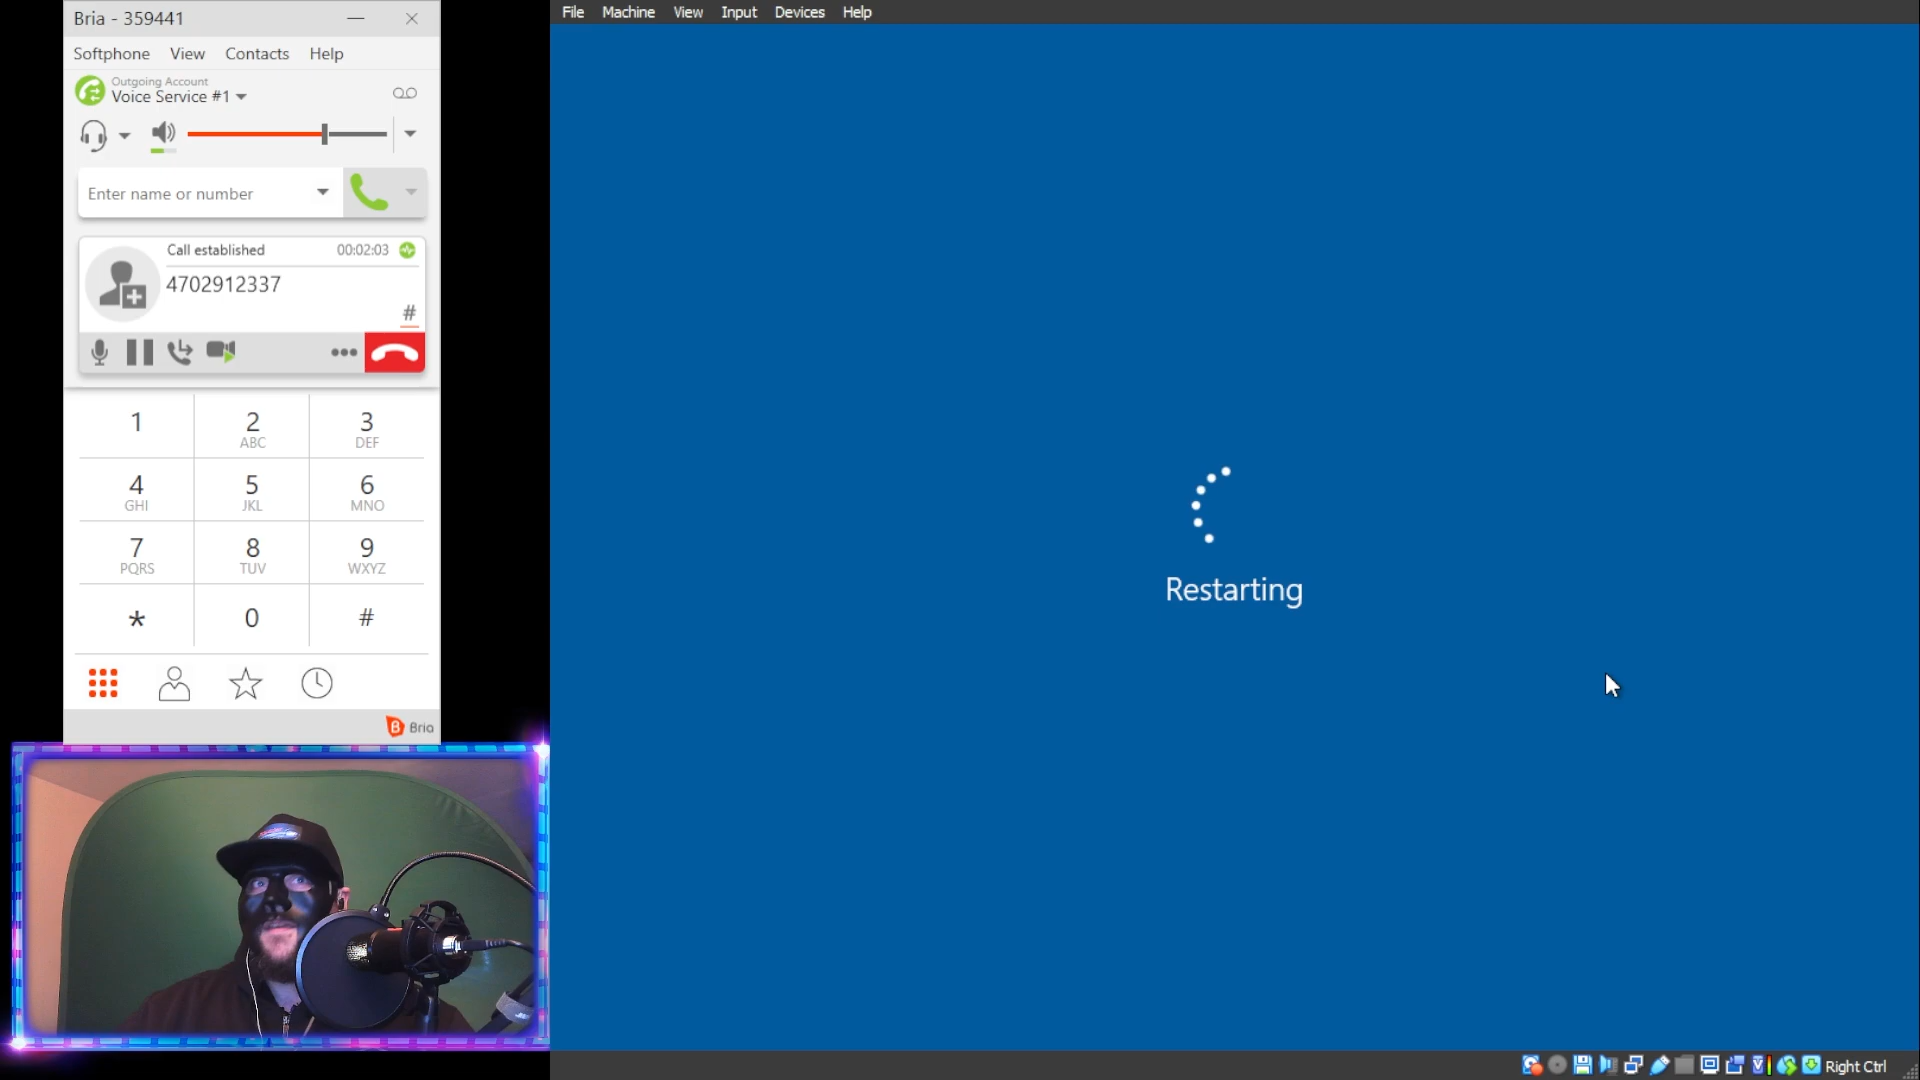 Bria - 359441
Softphone View Contacts Help
Outgoing Account
Voice Service #1
Enter name or number
Call established 00:02:03
4702912337
#
1 2 3
ABC DEF
4 5 6
GHI JKL MNO
7 8 9
PQRS TUV WXYZ
* 0 #
Bria
File Machine View Input Devices Help
Restarting
Right Ctrl